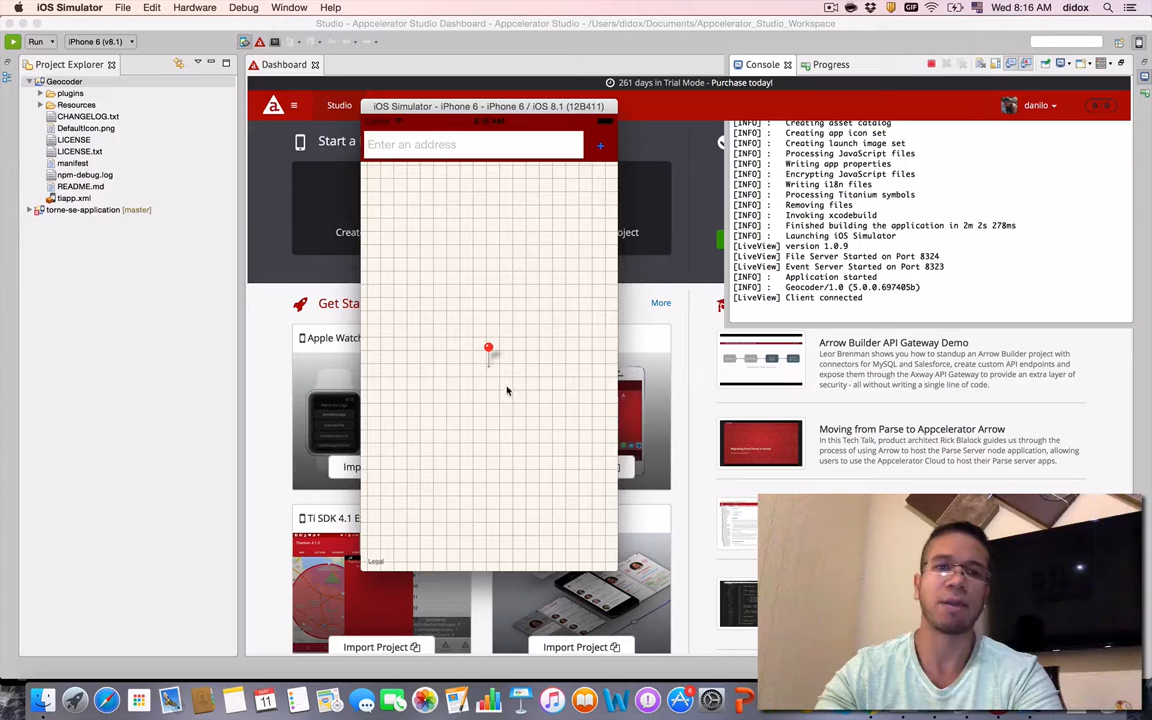 iOS Simulator File Edit Hardware Debug Window Help
GIF Wed 8:16 AM didox
Studio - Appcelerator Studio Dashboard - Appcelerator Studio - /Users/didox/Documents/Appcelerator_Studio_Workspace
Run iPhone 6 (v8.1)
Project Explorer
Geocoder
plugins
Resources
CHANGELOG.txt
DefaultIcon.png
LICENSE
LICENSE.txt
manifest
npm-debug.log
README.md
tiapp.xml
torne-se-application [master]
Dashboard
261 days in Trial Mode - Purchase today!
Studio
danilo
0 / 0
Start a
Crea
oject
Get Sta
More
Apple Watch
Imp
Ti SDK 4.1 E
Import Project
Import Project
iOS Simulator - iPhone 6 - iPhone 6 / iOS 8.1 (12B411)
Enter an address
+
Legal
Console Progress
[INFO] : Creating asset catalog
[INFO] : Creating app icon set
[INFO] : Creating launch image set
[INFO] : Processing JavaScript files
[INFO] : Writing app properties
[INFO] : Encrypting JavaScript files
[INFO] : Writing i18n files
[INFO] : Processing Titanium symbols
[INFO] : Removing files
[INFO] : Invoking xcodebuild
[INFO] : Finished building the application in 2m 2s 278ms
[INFO] : Launching iOS Simulator
[LiveView] version 1.0.9
[LiveView] File Server Started on Port 8324
[LiveView] Event Server Started on Port 8323
[INFO] : Application started
[INFO] : Geocoder/1.0 (5.0.0.697405b)
[LiveView] Client connected
Arrow Builder API Gateway Demo
Leor Brenman shows you how to standup an Arrow Builder project with
connectors for MySQL and Salesforce, create custom API endpoints and
expose them through the Axway API Gateway to provide an extra layer of
security - all without writing a single line of code.
Moving from Parse to Appcelerator Arrow
In this Tech Talk, product architect Rick Blalock guides us through the
process of using Arrow to host the Parse Server node application, allowing
users to use the Appcelerator Cloud to host their Parse server apps.
11
6